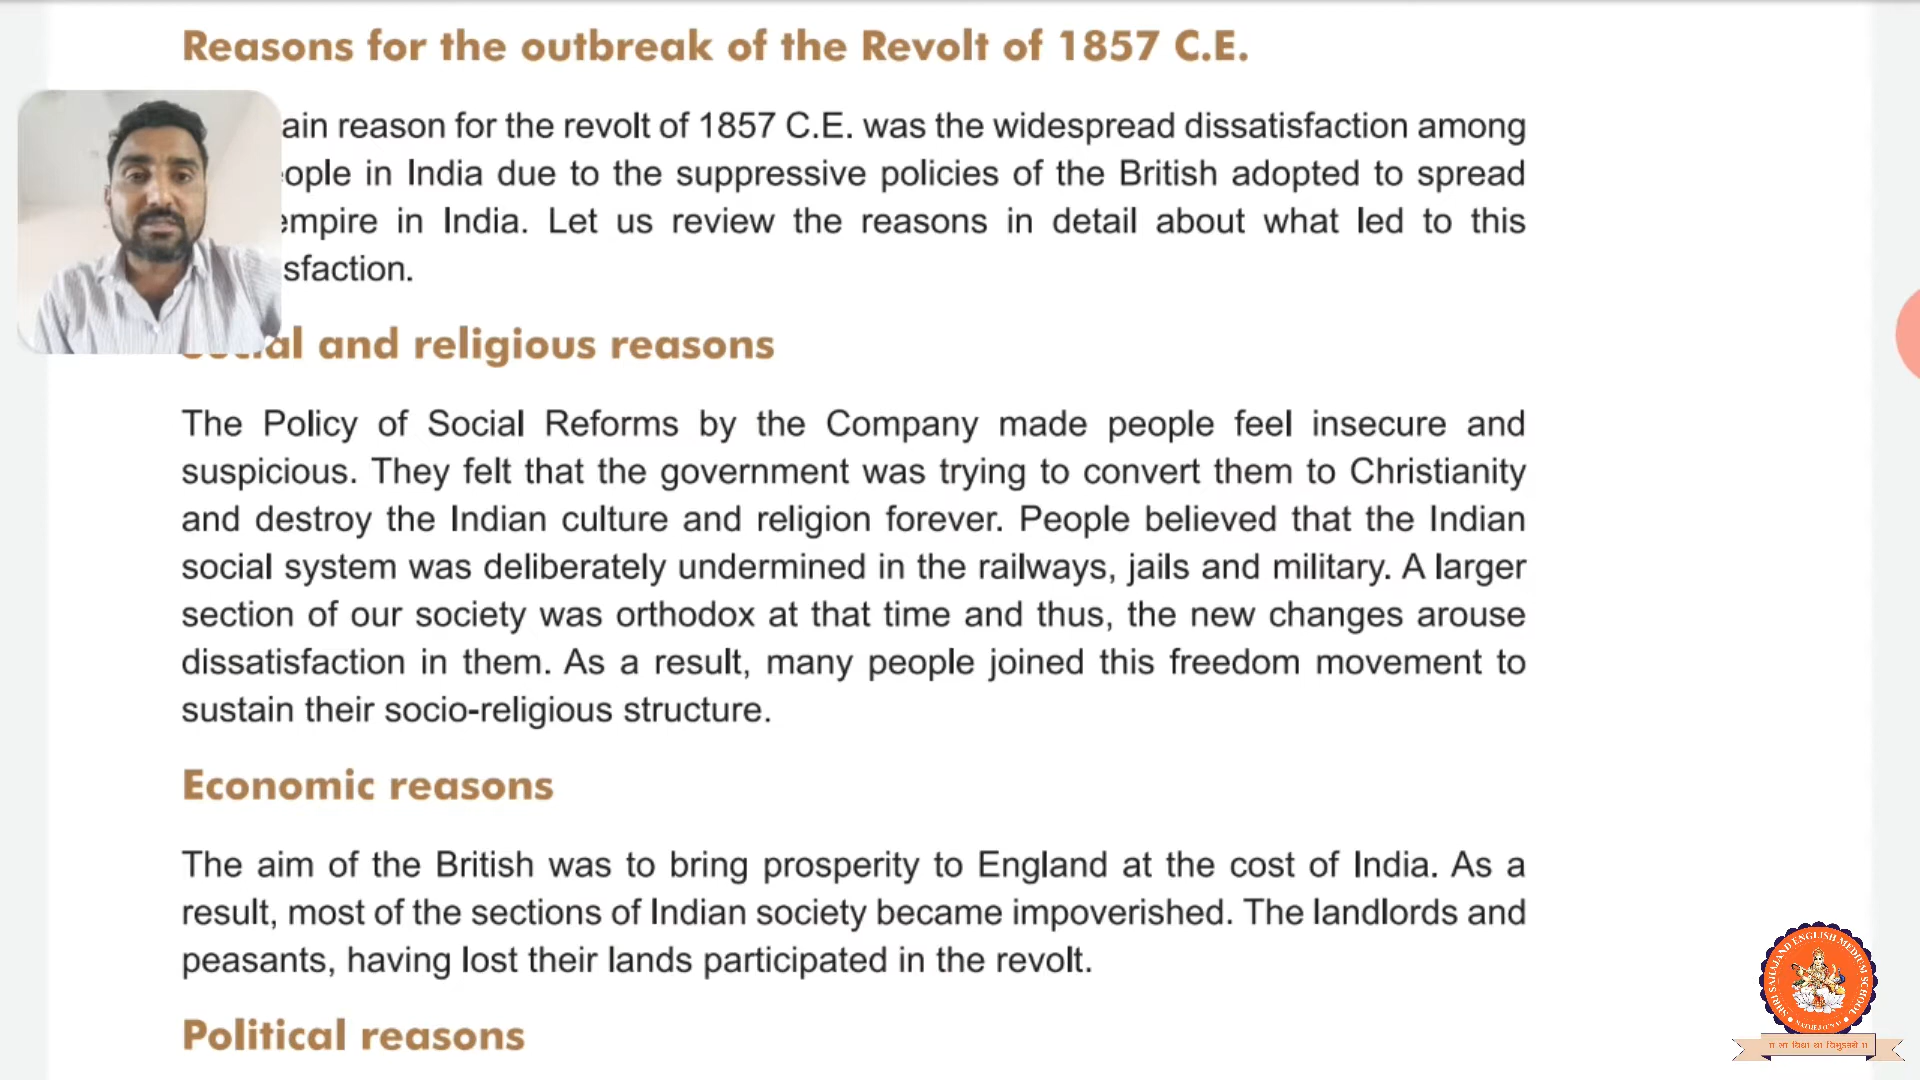 Reasons for the outbreak of the Revolt of 1857 C.E.
ain reason for the revolt of 1857 C.E. was the widespread dissatisfaction among
ople in India due to the suppressive policies of the British adopted to spread
empire in India. Let us review the reasons in detail about what led to this
sfaction.
and religious reasons
The Policy of Social Reforms by the Company made people feel insecure and
suspicious. They felt that the government was trying to convert them to Christianity
and destroy the Indian culture and religion forever. People believed that the Indian
social system was deliberately undermined in the railways, jails and military. A larger
section of our society was orthodox at that time and thus, the new changes arouse
dissatisfaction in them. As a result, many people joined this freedom movement to
sustain their socio-religious structure.
Economic reasons
The aim of the British was to bring prosperity to England at the cost of India. As a
result, most of the sections of Indian society became impoverished. The landlords and
peasants, having lost their lands participated in the revolt.
Political reasons
SHRI SAHAJANAND ENGLISH MEDIUM SCHOOL